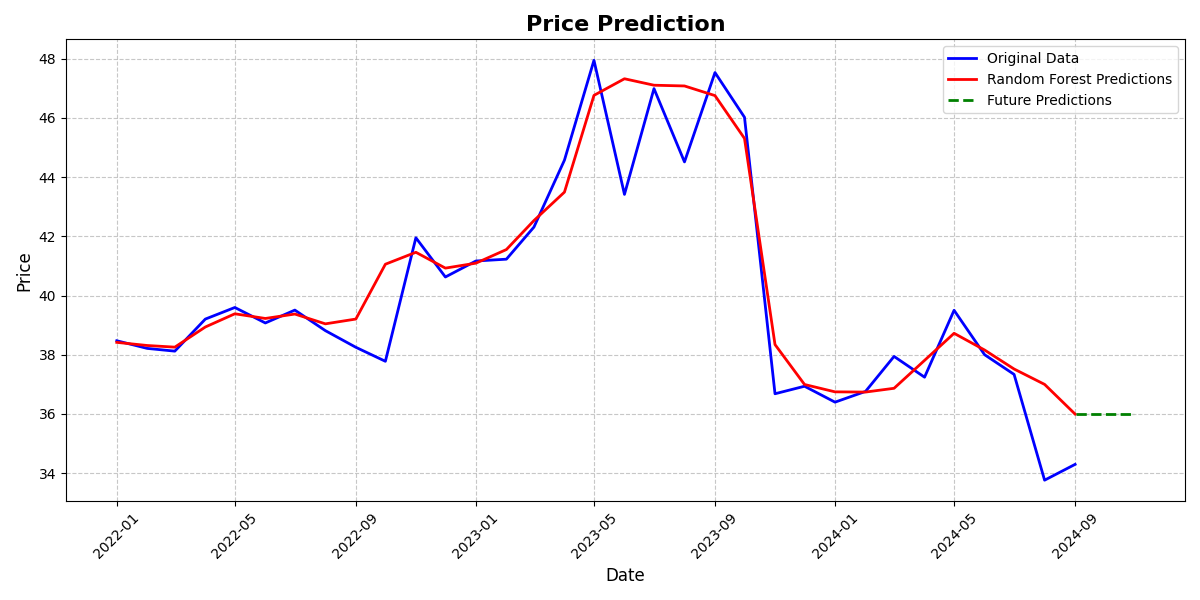 Price Prediction
Original Data
Random Forest Predictions
Future Predictions
Price
48
46
44
42
40
38
36
34
2022-01
2022-05
2022-09
2023-01
2023-05
2023-09
2024-01
2024-05
2024-09
Date